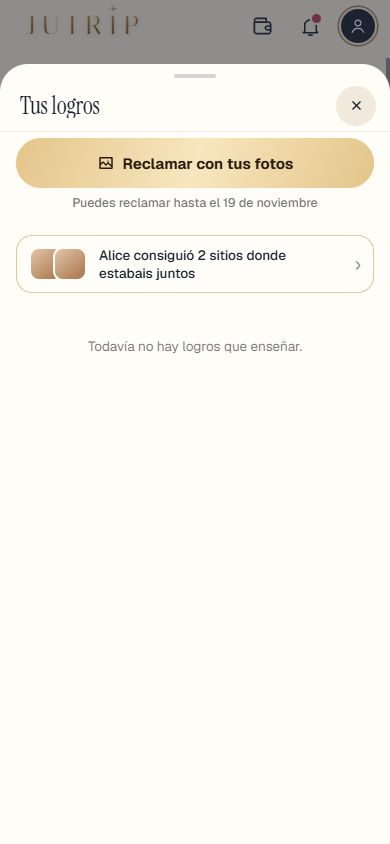 JUTRIP
Tus logros
Reclamar con tus fotos
Puedes reclamar hasta el 19 de noviembre
Alice consiguió 2 sitios donde
estabais juntos
Todavía no hay logros que enseñar.